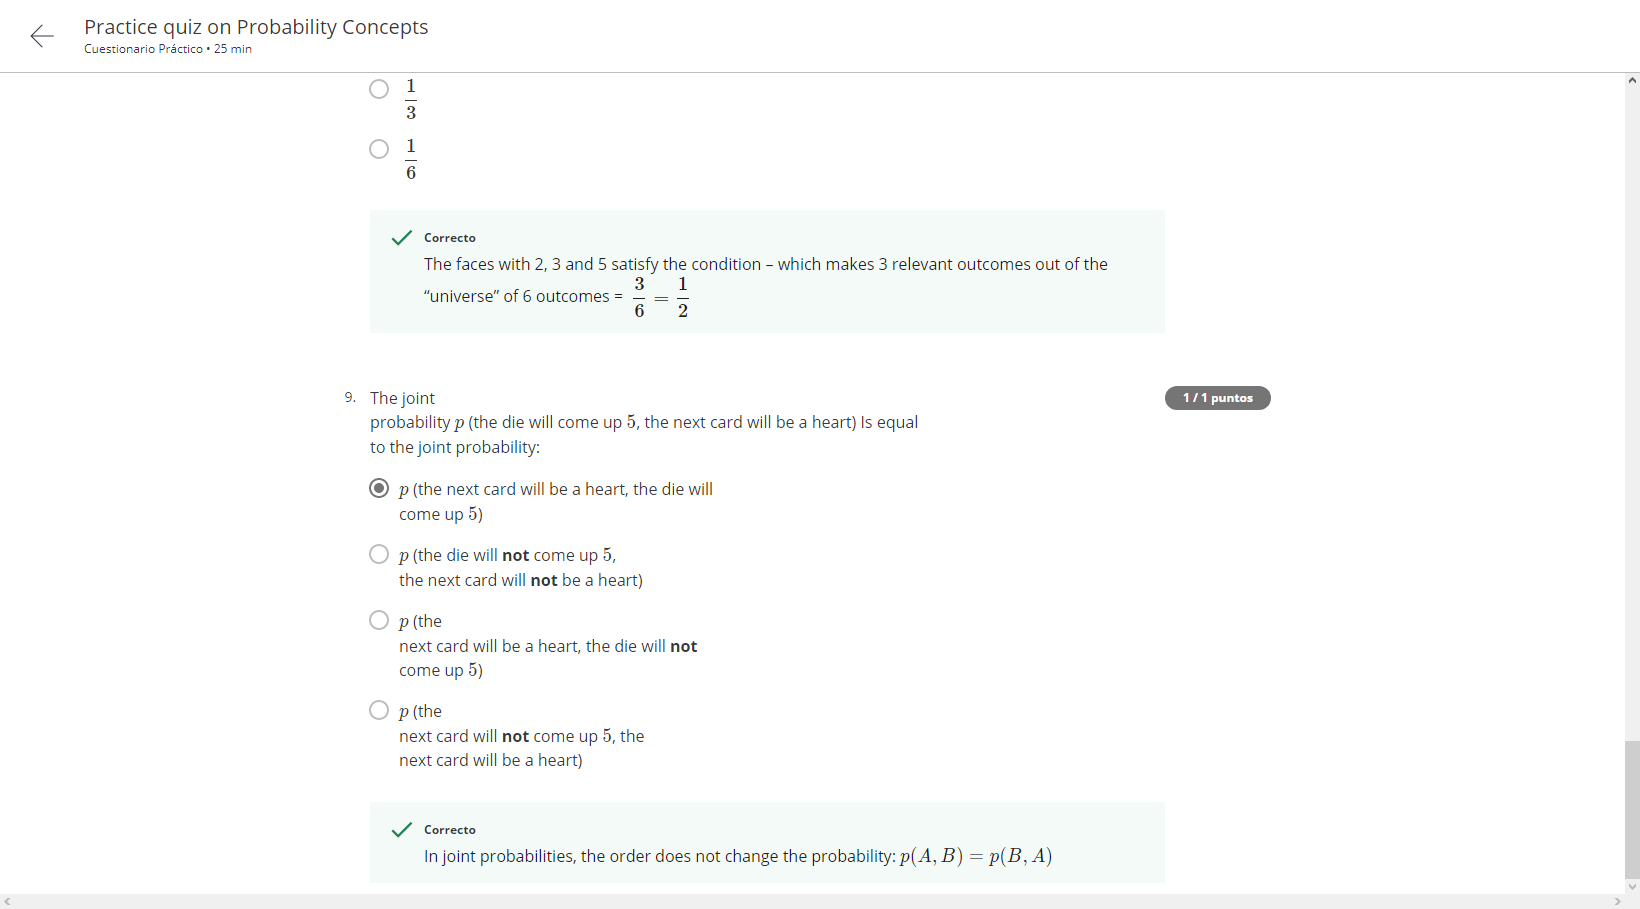 Practice quiz on Probability Concepts
Cuestionario Práctico • 25 min
1
3
1
6
Correcto
The faces with 2, 3 and 5 satisfy the condition – which makes 3 relevant outcomes out of the
“universe” of 6 outcomes = 3/6 = 1/2
9. The joint
1 / 1 puntos
probability p (the die will come up 5, the next card will be a heart) Is equal
to the joint probability:
p (the next card will be a heart, the die will
come up 5)
p (the die will not come up 5,
the next card will not be a heart)
p (the
next card will be a heart, the die will not
come up 5)
p (the
next card will not come up 5, the
next card will be a heart)
Correcto
In joint probabilities, the order does not change the probability: p(A, B) = p(B, A)